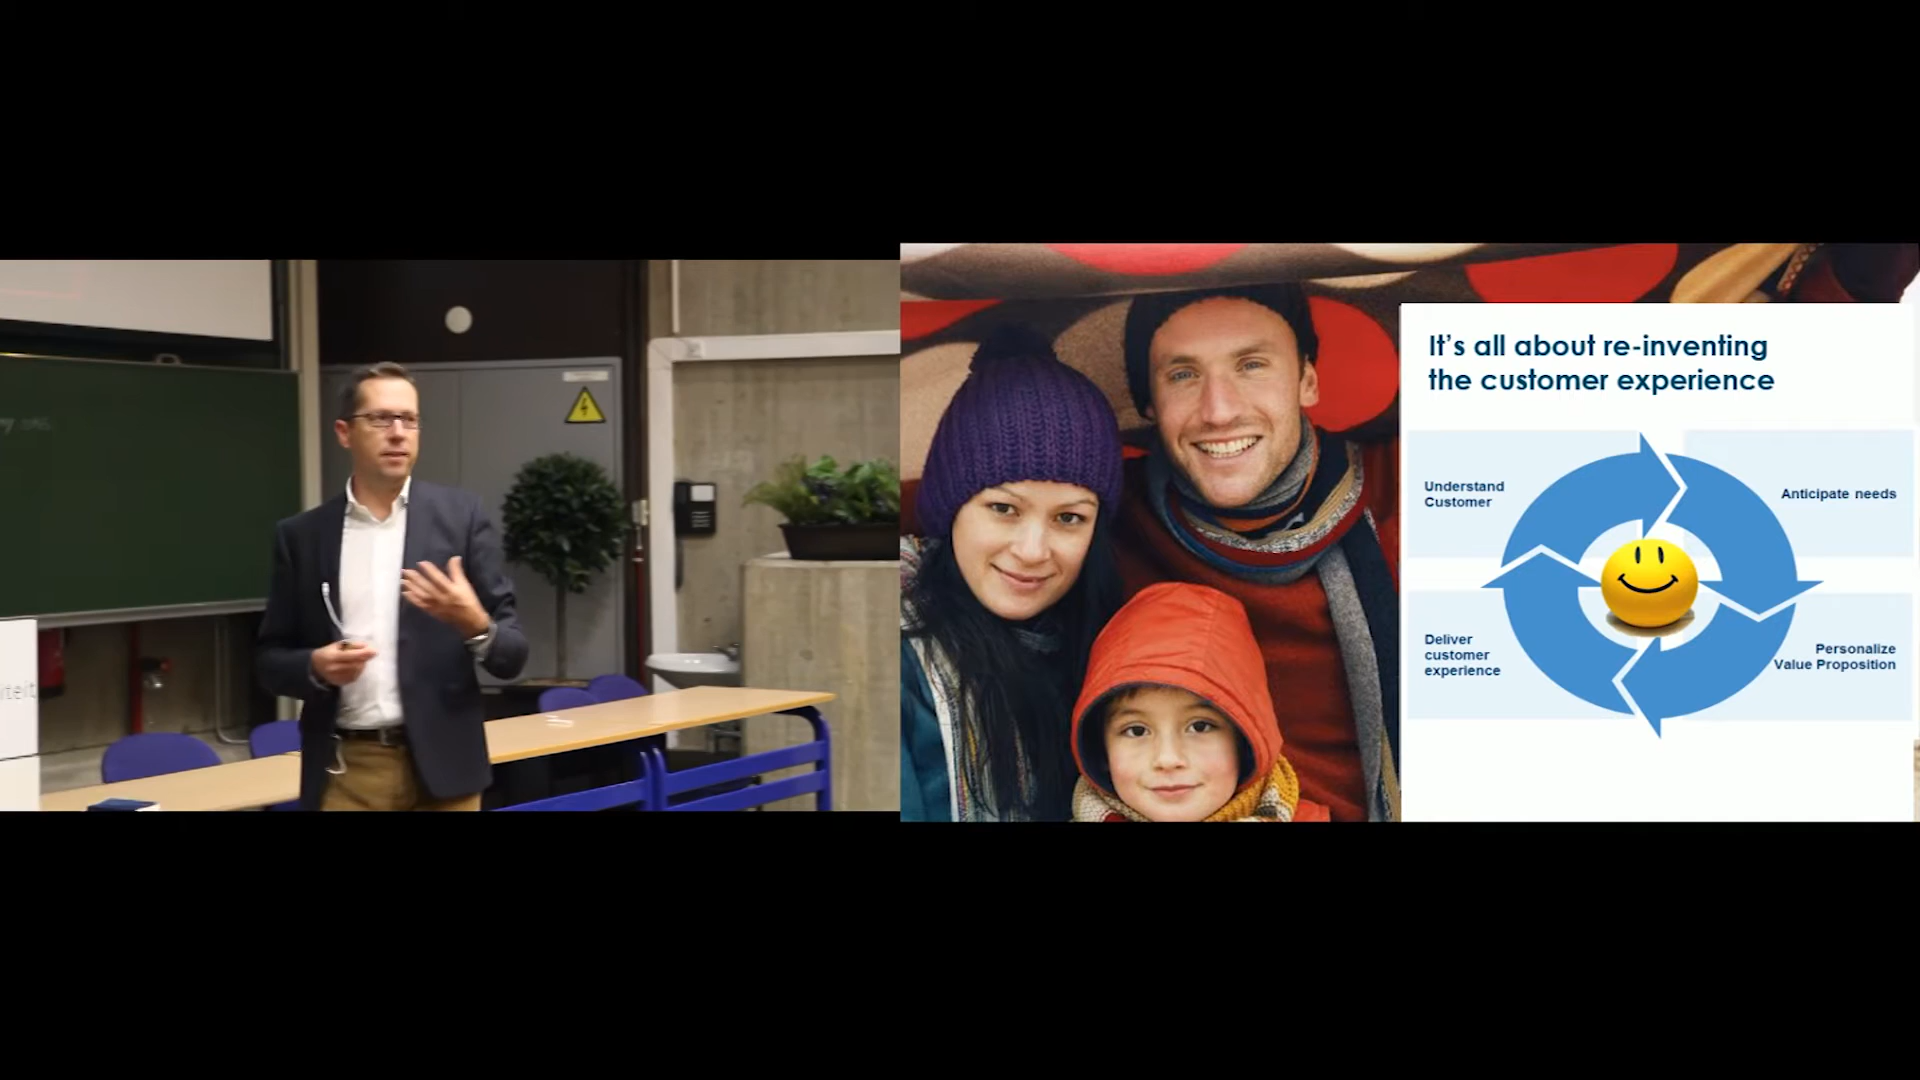 It's all about re-inventing
the customer experience
Understand
Customer
Anticipate needs
Deliver
customer
experience
Personalize
Value Proposition